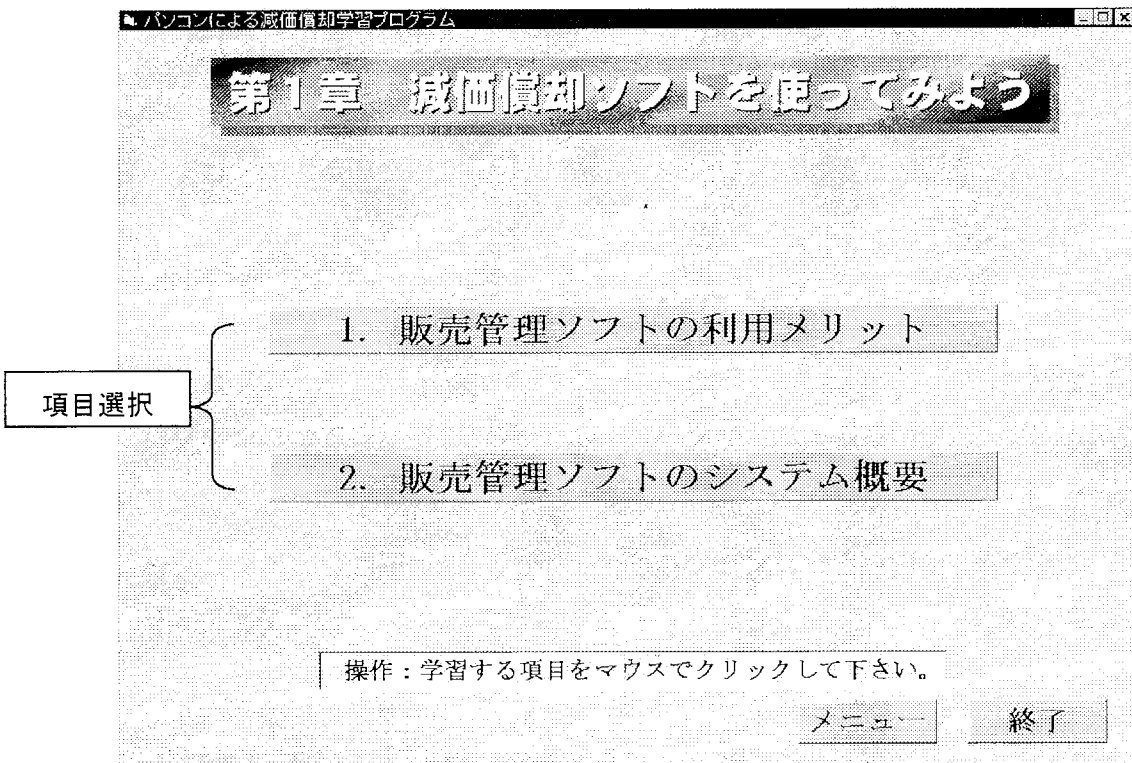 パソコンによる減価償却学習プログラム
第1章 減価償却ソフトを使ってみよう
1. 販売管理ソフトの利用メリット
項目選択
2. 販売管理ソフトのシステム概要
操作：学習する項目をマウスでクリックして下さい。
メニュー 終了